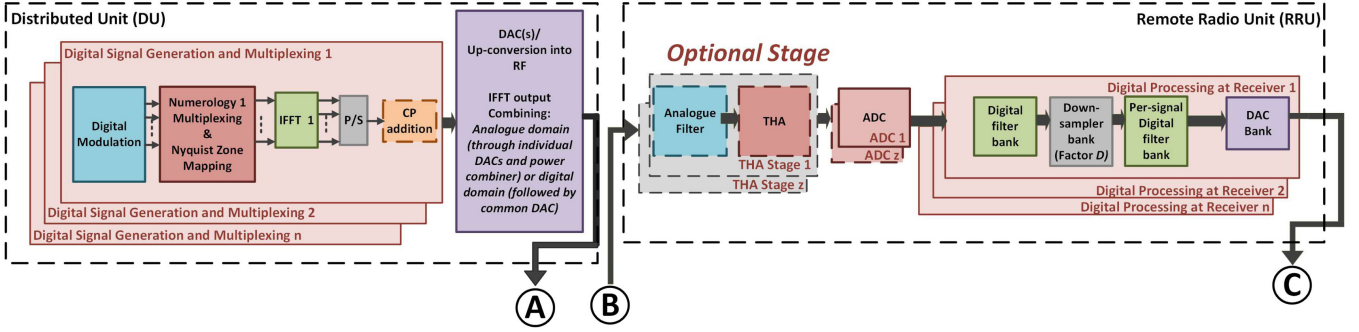 Distributed Unit (DU)
Digital Signal Generation and Multiplexing 1
Digital
Modulation
Numerology 1
Multiplexing
&
Nyquist Zone
Mapping
IFFT 1
P/S
CP
addition
Digital Signal Generation and Multiplexing 2
Digital Signal Generation and Multiplexing n
DAC(s)/
Up-conversion into
RF
IFFT output
Combining:
Analogue domain
(through individual
DACs and power
combiner) or digital
domain (followed by
common DAC)
A
B
Remote Radio Unit (RRU)
Optional Stage
Analogue
Filter
THA
THA Stage 1
THA Stage z
ADC
ADC 1
ADC z
Digital Processing at Receiver 1
Digital
filter
bank
Down-
sampler
bank
(Factor D)
Per-signal
Digital
filter
bank
DAC
Bank
Digital Processing at Receiver 2
Digital Processing at Receiver n
C